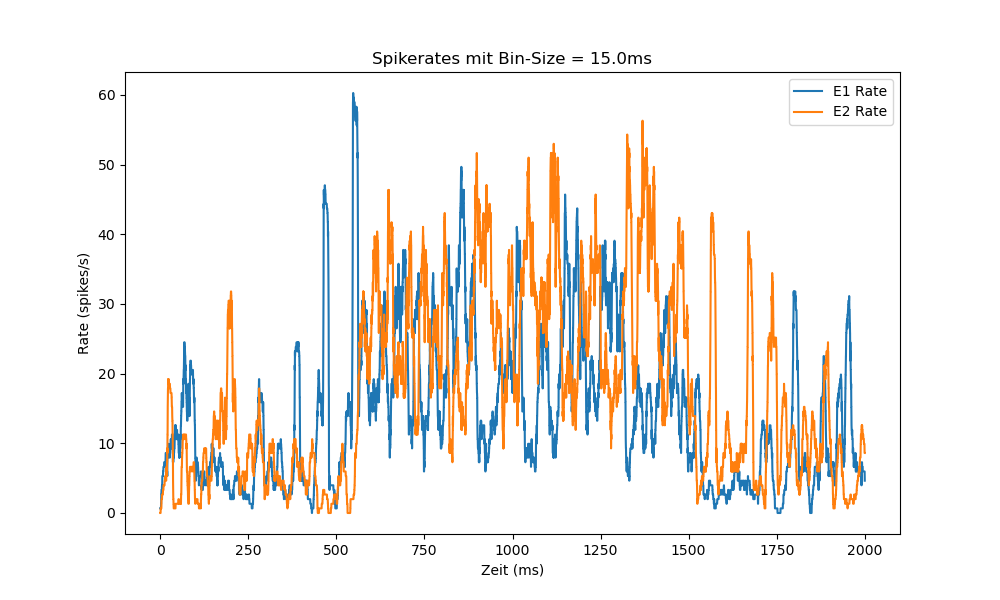 Spikerates mit Bin-Size = 15.0ms
E1 Rate
E2 Rate
60
50
40
30
20
10
0
Rate (spikes/s)
0 250 500 750 1000 1250 1500 1750 2000
Zeit (ms)